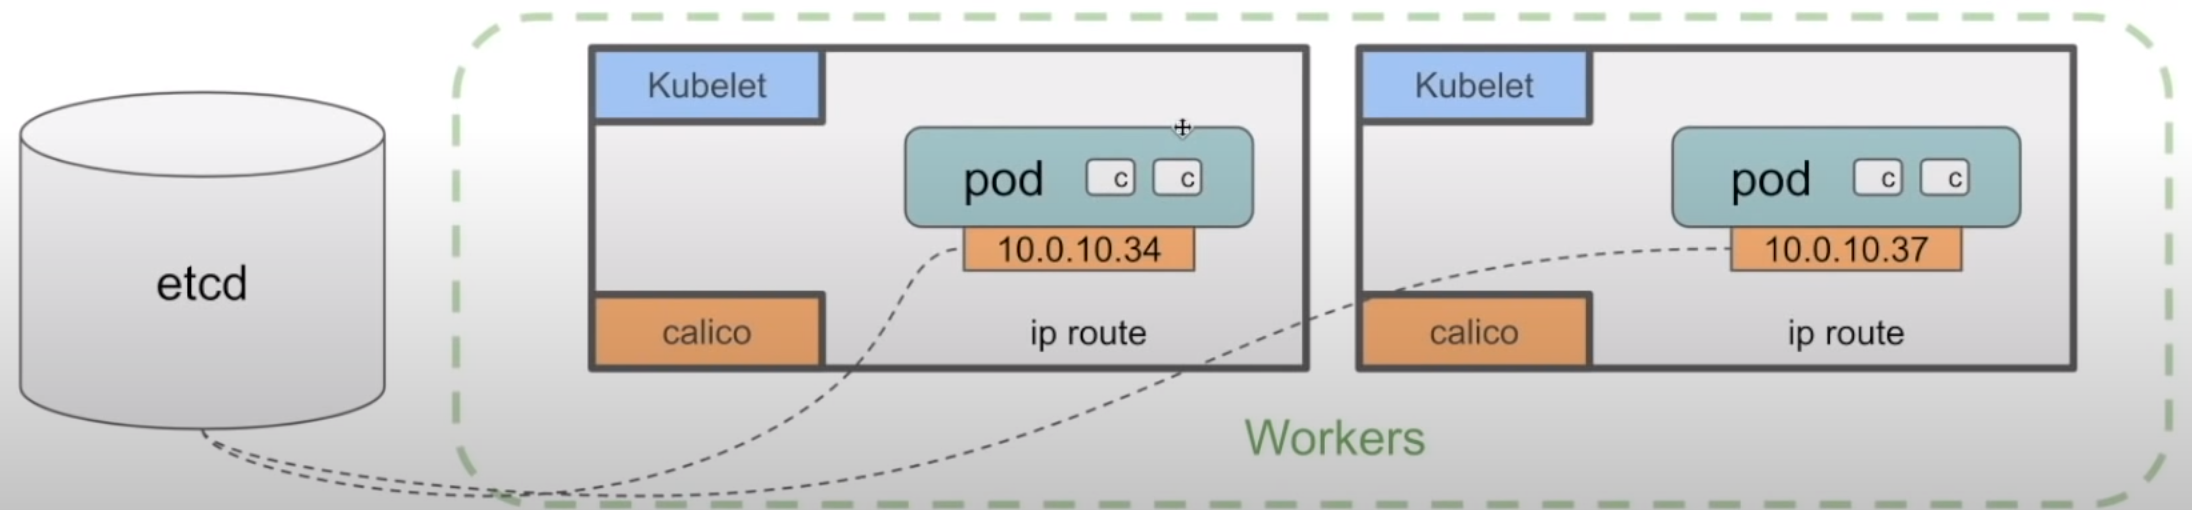 etcd
Kubelet
pod c c
10.0.10.34
calico
ip route
Kubelet
pod c c
10.0.10.37
calico
ip route
Workers